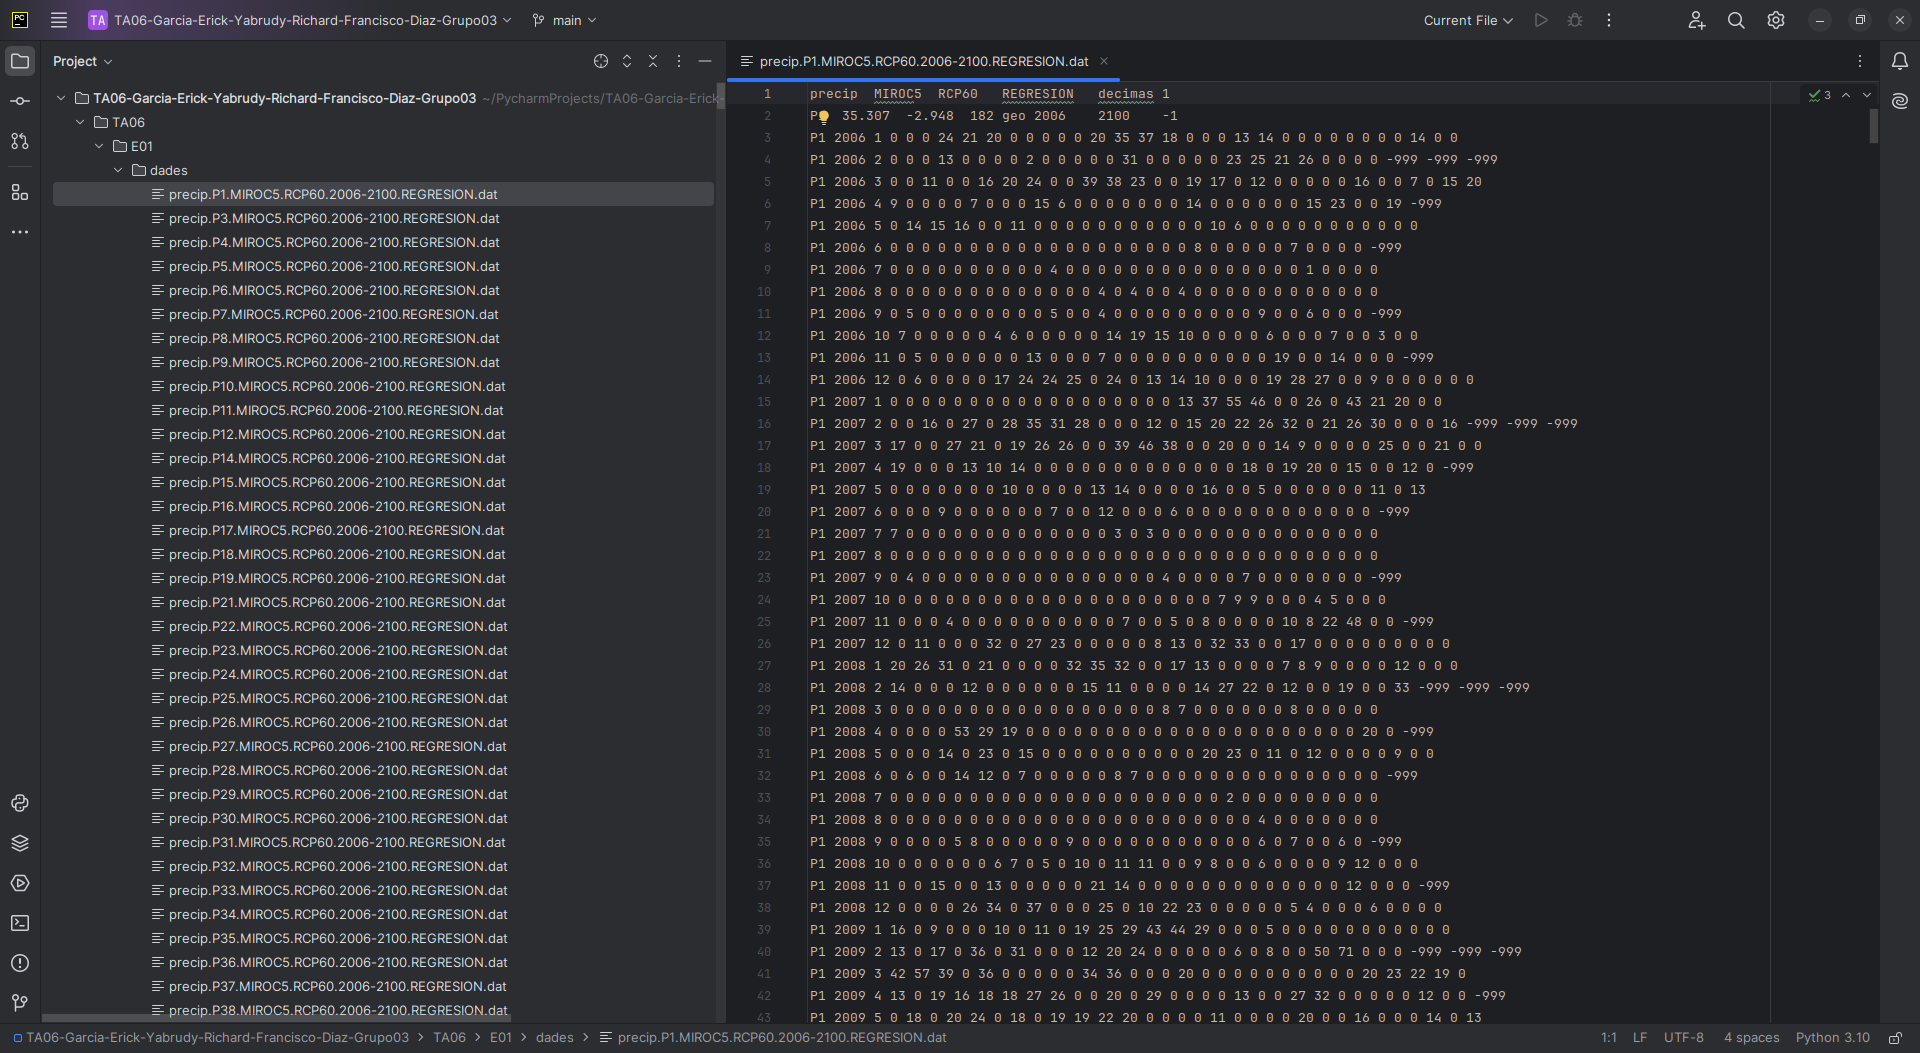 PC
TA TA06-Garcia-Erick-Yabrudy-Richard-Francisco-Diaz-Grupo03 main Current File
Project
TA06-Garcia-Erick-Yabrudy-Richard-Francisco-Diaz-Grupo03 ~/PycharmProjects/TA06-Garcia-Erick-
TA06
E01
dades
precip.P1.MIROC5.RCP60.2006-2100.REGRESION.dat
precip.P3.MIROC5.RCP60.2006-2100.REGRESION.dat
precip.P4.MIROC5.RCP60.2006-2100.REGRESION.dat
precip.P5.MIROC5.RCP60.2006-2100.REGRESION.dat
precip.P6.MIROC5.RCP60.2006-2100.REGRESION.dat
precip.P7.MIROC5.RCP60.2006-2100.REGRESION.dat
precip.P8.MIROC5.RCP60.2006-2100.REGRESION.dat
precip.P9.MIROC5.RCP60.2006-2100.REGRESION.dat
precip.P10.MIROC5.RCP60.2006-2100.REGRESION.dat
precip.P11.MIROC5.RCP60.2006-2100.REGRESION.dat
precip.P12.MIROC5.RCP60.2006-2100.REGRESION.dat
precip.P14.MIROC5.RCP60.2006-2100.REGRESION.dat
precip.P15.MIROC5.RCP60.2006-2100.REGRESION.dat
precip.P16.MIROC5.RCP60.2006-2100.REGRESION.dat
precip.P17.MIROC5.RCP60.2006-2100.REGRESION.dat
precip.P18.MIROC5.RCP60.2006-2100.REGRESION.dat
precip.P19.MIROC5.RCP60.2006-2100.REGRESION.dat
precip.P21.MIROC5.RCP60.2006-2100.REGRESION.dat
precip.P22.MIROC5.RCP60.2006-2100.REGRESION.dat
precip.P23.MIROC5.RCP60.2006-2100.REGRESION.dat
precip.P24.MIROC5.RCP60.2006-2100.REGRESION.dat
precip.P25.MIROC5.RCP60.2006-2100.REGRESION.dat
precip.P26.MIROC5.RCP60.2006-2100.REGRESION.dat
precip.P27.MIROC5.RCP60.2006-2100.REGRESION.dat
precip.P28.MIROC5.RCP60.2006-2100.REGRESION.dat
precip.P29.MIROC5.RCP60.2006-2100.REGRESION.dat
precip.P30.MIROC5.RCP60.2006-2100.REGRESION.dat
precip.P31.MIROC5.RCP60.2006-2100.REGRESION.dat
precip.P32.MIROC5.RCP60.2006-2100.REGRESION.dat
precip.P33.MIROC5.RCP60.2006-2100.REGRESION.dat
precip.P34.MIROC5.RCP60.2006-2100.REGRESION.dat
precip.P35.MIROC5.RCP60.2006-2100.REGRESION.dat
precip.P36.MIROC5.RCP60.2006-2100.REGRESION.dat
precip.P37.MIROC5.RCP60.2006-2100.REGRESION.dat
precip.P38.MIROC5.RCP60.2006-2100.REGRESION.dat
precip.P1.MIROC5.RCP60.2006-2100.REGRESION.dat
3
1 precip MIROC5 RCP60 REGRESION decimas 1
2 P 35.307 -2.948 182 geo 2006 2100 -1
3 P1 2006 1 0 0 0 24 21 20 0 0 0 0 0 20 35 37 18 0 0 0 13 14 0 0 0 0 0 0 0 0 14 0 0
4 P1 2006 2 0 0 0 13 0 0 0 0 2 0 0 0 0 0 31 0 0 0 0 0 23 25 21 26 0 0 0 0 -999 -999 -999
5 P1 2006 3 0 0 11 0 0 16 20 24 0 0 39 38 23 0 0 19 17 0 12 0 0 0 0 0 16 0 0 7 0 15 20
6 P1 2006 4 9 0 0 0 0 7 0 0 0 15 6 0 0 0 0 0 0 0 14 0 0 0 0 0 0 15 23 0 0 19 -999
7 P1 2006 5 0 14 15 16 0 0 11 0 0 0 0 0 0 0 0 0 0 0 10 6 0 0 0 0 0 0 0 0 0 0 0
8 P1 2006 6 0 0 0 0 0 0 0 0 0 0 0 0 0 0 0 0 0 0 0 8 0 0 0 0 0 7 0 0 0 0 -999
9 P1 2006 7 0 0 0 0 0 0 0 0 0 0 4 0 0 0 0 0 0 0 0 0 0 0 0 0 0 0 1 0 0 0 0
10 P1 2006 8 0 0 0 0 0 0 0 0 0 0 0 0 0 4 0 4 0 0 4 0 0 0 0 0 0 0 0 0 0 0 0
11 P1 2006 9 0 5 0 0 0 0 0 0 0 0 5 0 0 4 0 0 0 0 0 0 0 0 0 9 0 0 6 0 0 0 -999
12 P1 2006 10 7 0 0 0 0 0 4 6 0 0 0 0 0 14 19 15 10 0 0 0 0 6 0 0 0 7 0 0 3 0 0
13 P1 2006 11 0 5 0 0 0 0 0 0 13 0 0 0 7 0 0 0 0 0 0 0 0 0 0 19 0 0 14 0 0 0 -999
14 P1 2006 12 0 6 0 0 0 0 17 24 24 25 0 24 0 13 14 10 0 0 0 19 28 27 0 0 9 0 0 0 0 0 0
15 P1 2007 1 0 0 0 0 0 0 0 0 0 0 0 0 0 0 0 0 0 0 13 37 55 46 0 0 26 0 43 21 20 0 0
16 P1 2007 2 0 0 16 0 27 0 28 35 31 28 0 0 0 12 0 15 20 22 26 32 0 21 26 30 0 0 0 16 -999 -999 -999
17 P1 2007 3 17 0 0 27 21 0 19 26 26 0 0 39 46 38 0 0 20 0 0 14 9 0 0 0 0 25 0 0 21 0 0
18 P1 2007 4 19 0 0 0 13 10 14 0 0 0 0 0 0 0 0 0 0 0 0 0 18 0 19 20 0 15 0 0 12 0 -999
19 P1 2007 5 0 0 0 0 0 0 0 10 0 0 0 0 13 14 0 0 0 0 16 0 0 5 0 0 0 0 0 0 11 0 13
20 P1 2007 6 0 0 0 9 0 0 0 0 0 0 7 0 0 12 0 0 0 6 0 0 0 0 0 0 0 0 0 0 0 0 -999
21 P1 2007 7 7 0 0 0 0 0 0 0 0 0 0 0 0 0 3 0 3 0 0 0 0 0 0 0 0 0 0 0 0 0 0
22 P1 2007 8 0 0 0 0 0 0 0 0 0 0 0 0 0 0 0 0 0 0 0 0 0 0 0 0 0 0 0 0 0 0 0
23 P1 2007 9 0 4 0 0 0 0 0 0 0 0 0 0 0 0 0 0 0 4 0 0 0 0 7 0 0 0 0 0 0 0 -999
24 P1 2007 10 0 0 0 0 0 0 0 0 0 0 0 0 0 0 0 0 0 0 0 0 7 9 9 0 0 0 4 5 0 0 0
25 P1 2007 11 0 0 0 4 0 0 0 0 0 0 0 0 0 0 7 0 0 5 0 8 0 0 0 0 10 8 22 48 0 0 -999
26 P1 2007 12 0 11 0 0 0 32 0 27 23 0 0 0 0 0 8 13 0 32 33 0 0 17 0 0 0 0 0 0 0 0 0
27 P1 2008 1 20 26 31 0 21 0 0 0 0 32 35 32 0 0 17 13 0 0 0 0 7 8 9 0 0 0 0 12 0 0 0
28 P1 2008 2 14 0 0 0 12 0 0 0 0 0 0 15 11 0 0 0 0 14 27 22 0 12 0 0 19 0 0 33 -999 -999 -999
29 P1 2008 3 0 0 0 0 0 0 0 0 0 0 0 0 0 0 0 0 0 8 7 0 0 0 0 0 0 8 0 0 0 0 0
30 P1 2008 4 0 0 0 0 53 29 19 0 0 0 0 0 0 0 0 0 0 0 0 0 0 0 0 0 0 0 0 0 20 0 -999
31 P1 2008 5 0 0 0 14 0 23 0 15 0 0 0 0 0 0 0 0 0 0 20 23 0 11 0 12 0 0 0 0 9 0 0
32 P1 2008 6 0 6 0 0 14 12 0 7 0 0 0 0 0 8 7 0 0 0 0 0 0 0 0 0 0 0 0 0 0 0 -999
33 P1 2008 7 0 0 0 0 0 0 0 0 0 0 0 0 0 0 0 0 0 0 0 0 0 2 0 0 0 0 0 0 0 0 0
34 P1 2008 8 0 0 0 0 0 0 0 0 0 0 0 0 0 0 0 0 0 0 0 0 0 0 0 4 0 0 0 0 0 0 0
35 P1 2008 9 0 0 0 0 5 8 0 0 0 0 0 9 0 0 0 0 0 0 0 0 0 0 0 6 0 7 0 0 6 0 -999
36 P1 2008 10 0 0 0 0 0 0 6 7 0 5 0 10 0 11 11 0 0 9 8 0 0 6 0 0 0 0 9 12 0 0 0
37 P1 2008 11 0 0 15 0 0 13 0 0 0 0 0 21 14 0 0 0 0 0 0 0 0 0 0 0 0 0 12 0 0 0 -999
38 P1 2008 12 0 0 0 0 26 34 0 37 0 0 0 25 0 10 22 23 0 0 0 0 0 5 4 0 0 0 6 0 0 0 0
39 P1 2009 1 16 0 9 0 0 0 10 0 11 0 19 25 29 43 44 29 0 0 0 5 0 0 0 0 0 0 0 0 0 0 0
40 P1 2009 2 13 0 17 0 36 0 31 0 0 0 12 20 24 0 0 0 0 0 6 0 8 0 0 50 71 0 0 0 -999 -999 -999
41 P1 2009 3 42 57 39 0 36 0 0 0 0 0 34 36 0 0 0 20 0 0 0 0 0 0 0 0 0 0 20 23 22 19 0
42 P1 2009 4 13 0 19 16 18 18 27 26 0 0 20 0 29 0 0 0 0 13 0 0 27 32 0 0 0 0 0 12 0 0 -999
43 P1 2009 5 0 18 0 20 24 0 18 0 19 19 22 20 0 0 0 0 11 0 0 0 0 20 0 0 16 0 0 0 14 0 13
TA06-Garcia-Erick-Yabrudy-Richard-Francisco-Diaz-Grupo03 > TA06 > E01 > dades > precip.P1.MIROC5.RCP60.2006-2100.REGRESION.dat 1:1 LF UTF-8 4 spaces Python 3.10